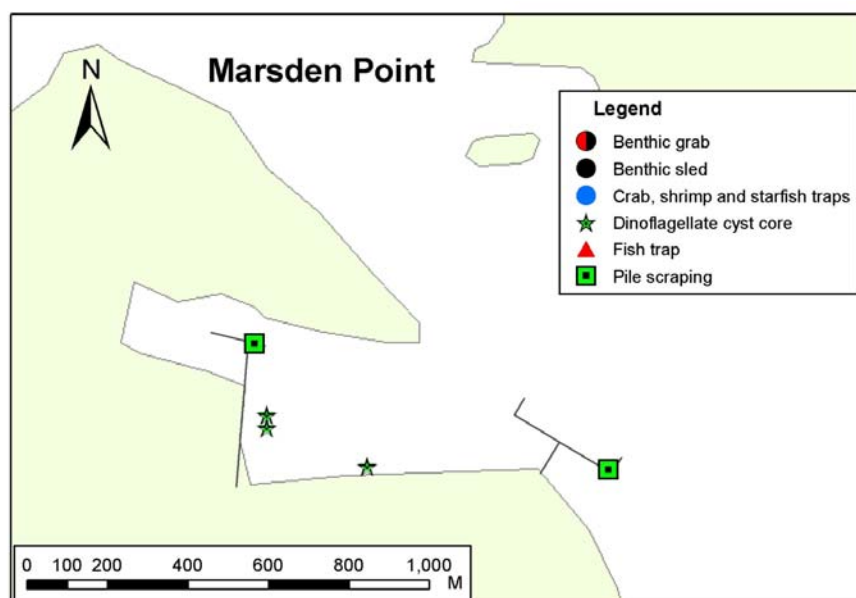 Marsden Point
N
Legend
Benthic grab
Benthic sled
Crab, shrimp and starfish traps
Dinoflagellate cyst core
Fish trap
Pile scraping
0 100 200 400 600 800 1,000
M